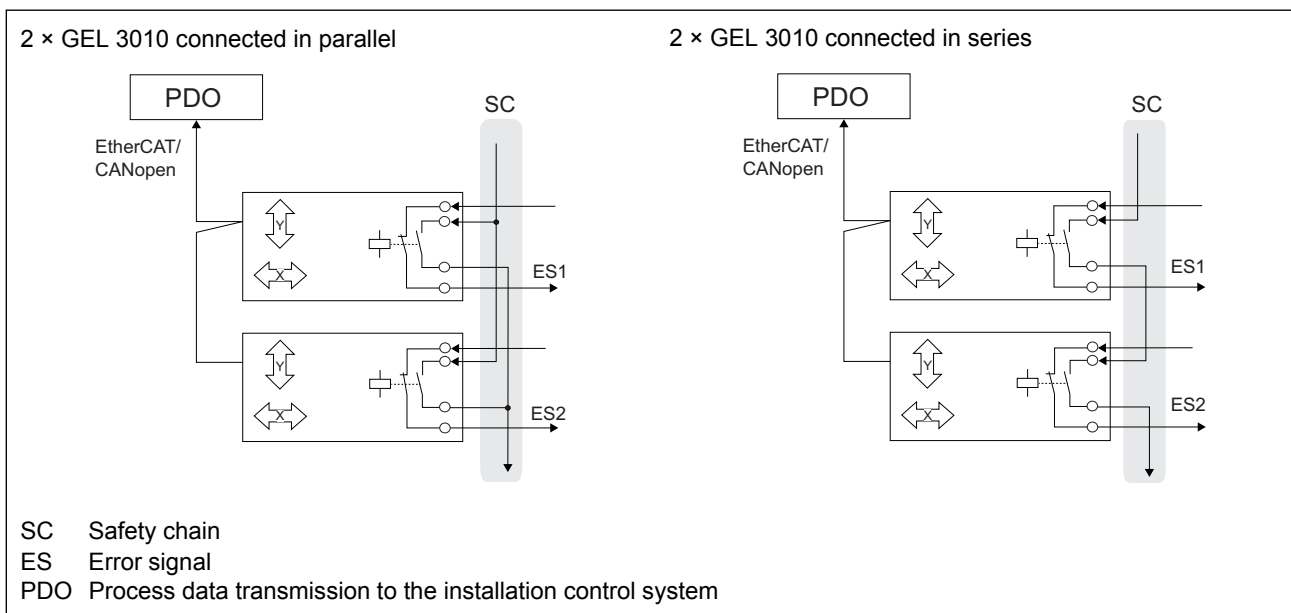 2 × GEL 3010 connected in parallel
PDO
SC
EtherCAT/
CANopen
Y
X
ES1
Y
X
ES2
2 × GEL 3010 connected in series
PDO
SC
EtherCAT/
CANopen
Y
X
ES1
Y
X
ES2
SC Safety chain
ES Error signal
PDO Process data transmission to the installation control system